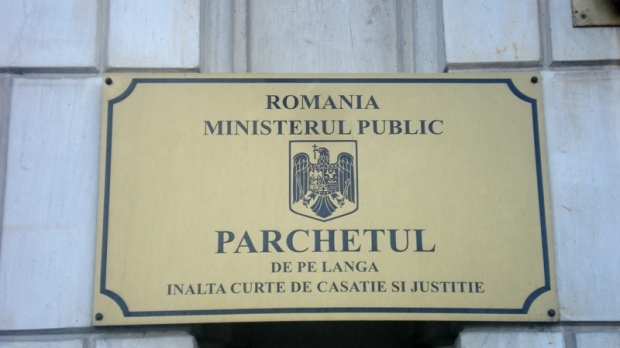 ROMANIA
MINISTERUL PUBLIC
PARCHETUL
DE PE LANGA
INALTA CURTE DE CASATIE SI JUSTITIE